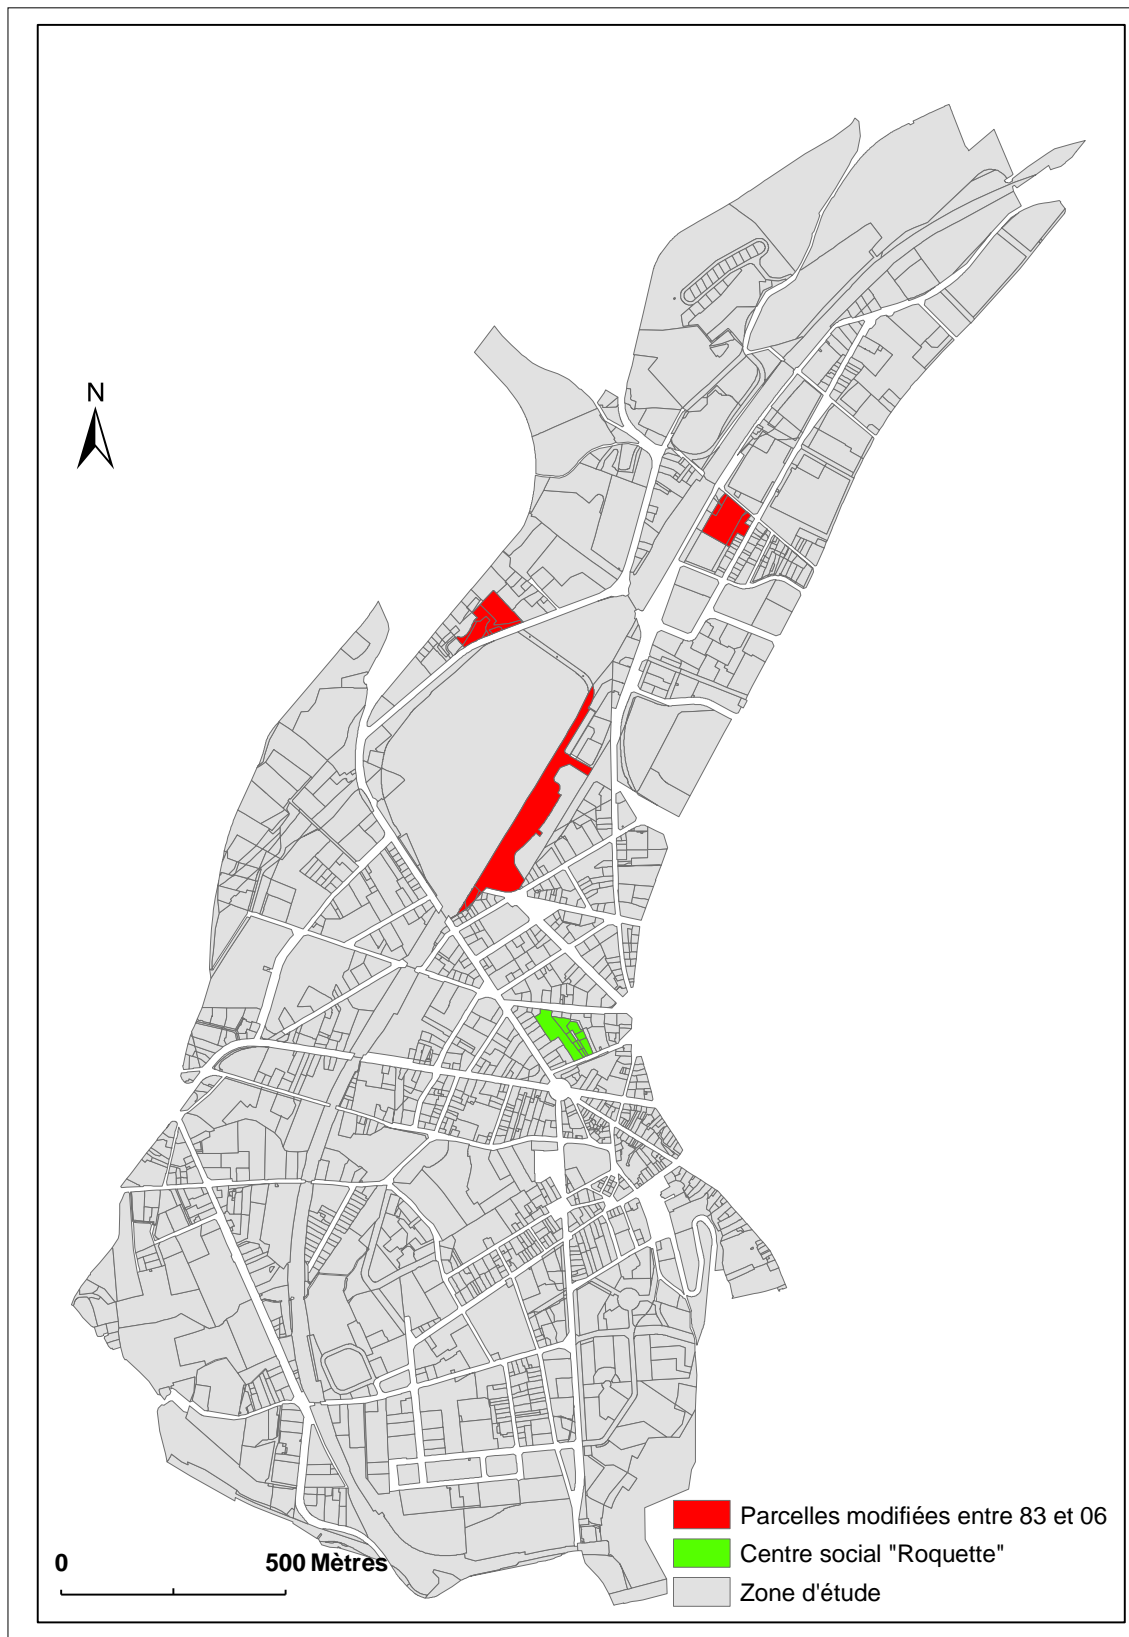 N
Parcelles modifiées entre 83 et 06
Centre social "Roquette"
Zone d'étude
0 500 Mètres